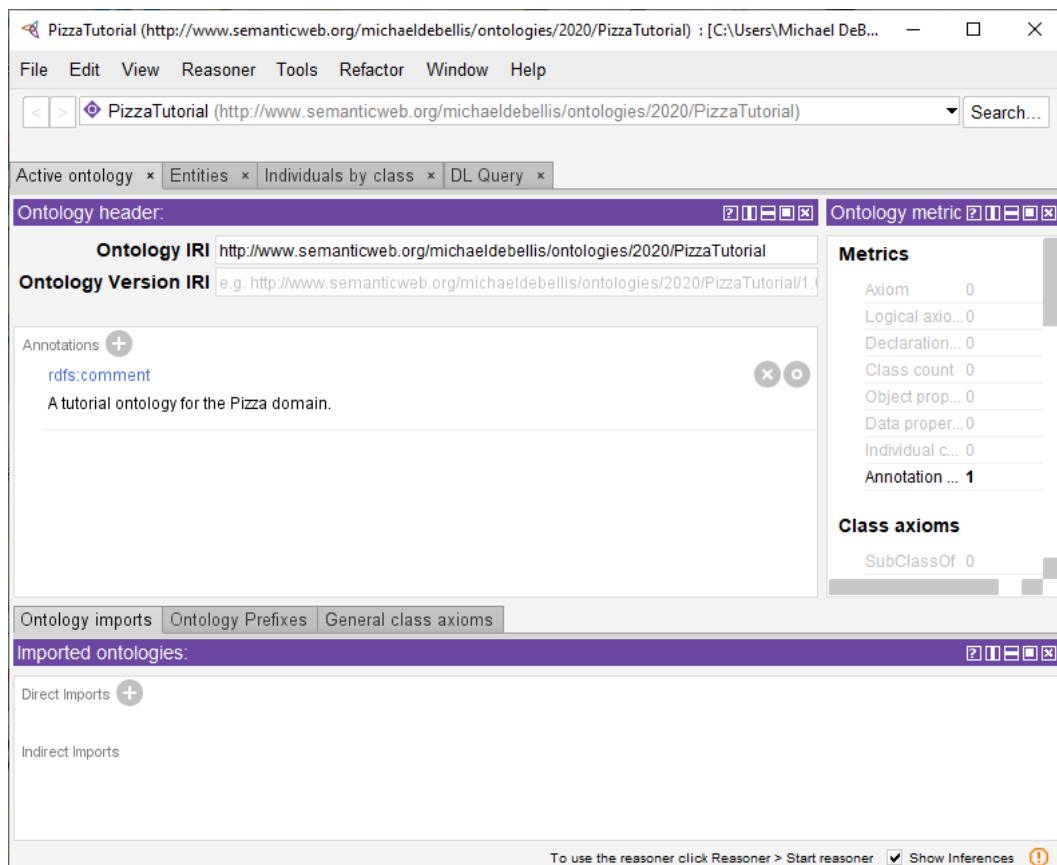 PizzaTutorial (http://www.semanticweb.org/michaeldebellis/ontologies/2020/PizzaTutorial) : [C:\Users\Michael DeB...
File Edit View Reasoner Tools Refactor Window Help
< > PizzaTutorial (http://www.semanticweb.org/michaeldebellis/ontologies/2020/PizzaTutorial) Search...
Active ontology × Entities × Individuals by class × DL Query ×
Ontology header: Ontology metric
Ontology IRI http://www.semanticweb.org/michaeldebellis/ontologies/2020/PizzaTutorial
Ontology Version IRI e.g. http://www.semanticweb.org/michaeldebellis/ontologies/2020/PizzaTutorial/1.
Annotations
rdfs:comment
A tutorial ontology for the Pizza domain.
Metrics
Axiom 0
Logical axio... 0
Declaration... 0
Class count 0
Object prop... 0
Data proper... 0
Individual c... 0
Annotation ... 1
Class axioms
SubClassOf 0
Ontology imports Ontology Prefixes General class axioms
Imported ontologies:
Direct Imports
Indirect Imports
To use the reasoner click Reasoner > Start reasoner Show Inferences